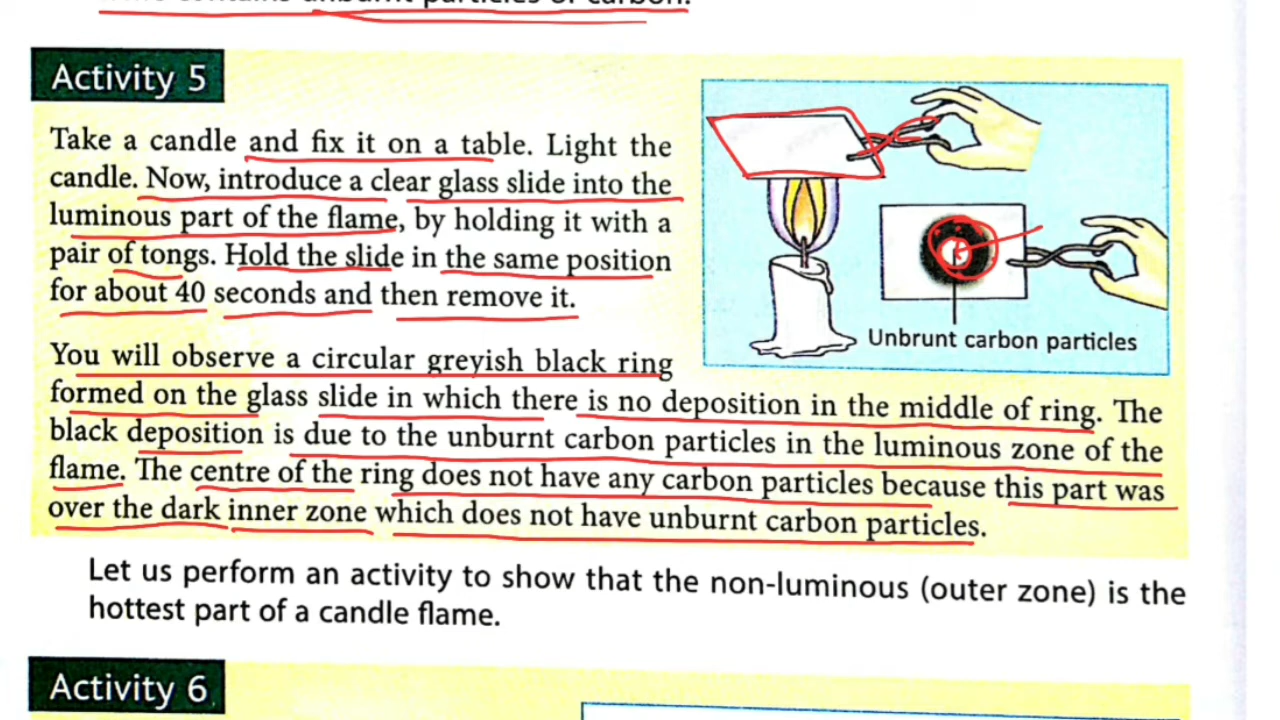 contains unburnt particles of carbon.
Activity 5
Take a candle and fix it on a table. Light the
candle. Now, introduce a clear glass slide into the
luminous part of the flame, by holding it with a
pair of tongs. Hold the slide in the same position
for about 40 seconds and then remove it.
Unbrunt carbon particles
You will observe a circular greyish black ring
formed on the glass slide in which there is no deposition in the middle of ring. The
black deposition is due to the unburnt carbon particles in the luminous zone of the
flame. The centre of the ring does not have any carbon particles because this part was
over the dark inner zone which does not have unburnt carbon particles.
Let us perform an activity to show that the non-luminous (outer zone) is the
hottest part of a candle flame.
Activity 6